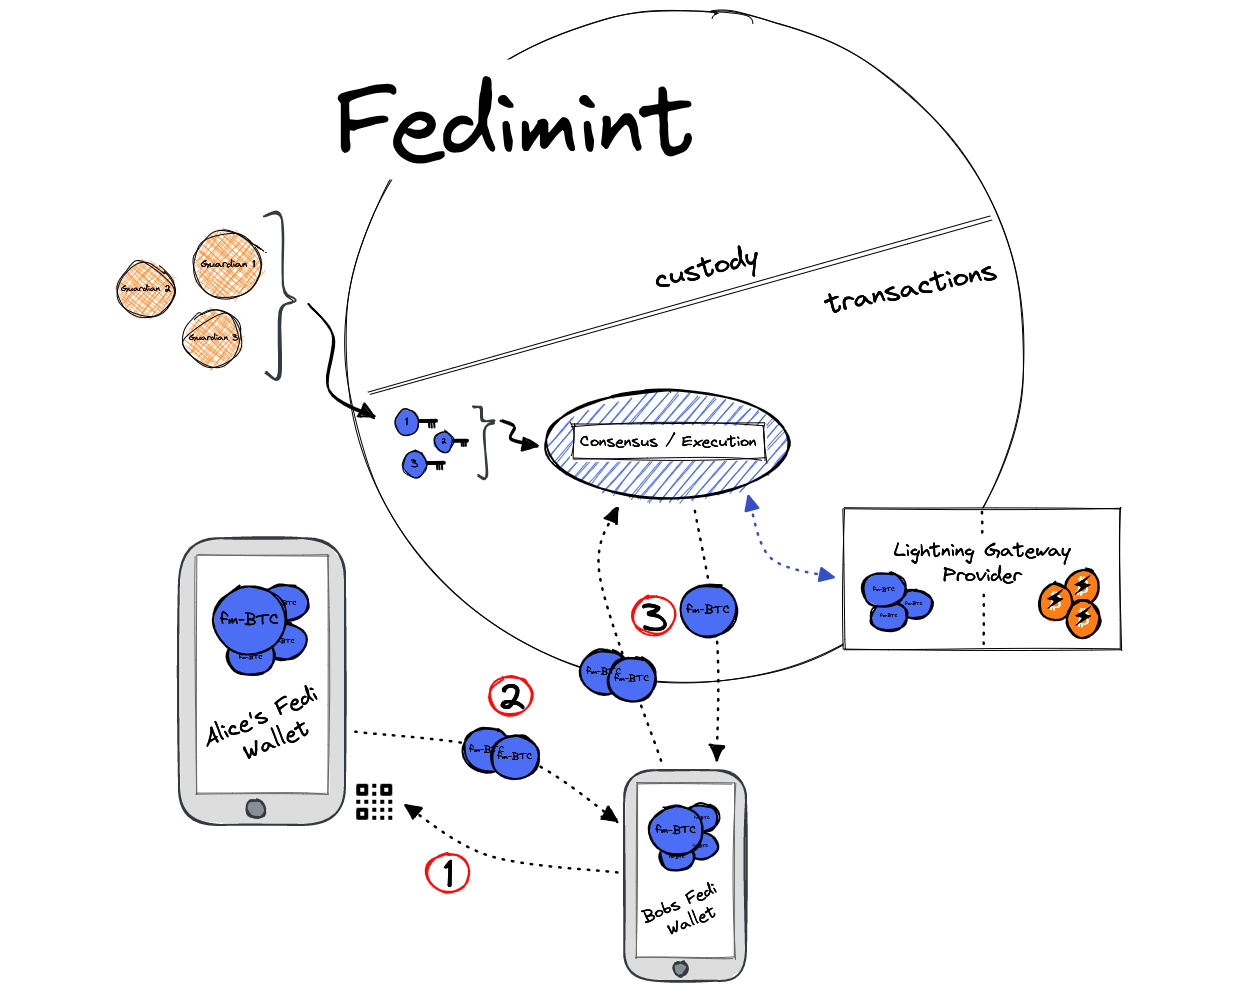 Fedimint
custody
transactions
Guardian 1
Guardian 2
Guardian 3
1
2
3
Consensus / Execution
Lightning Gateway
Provider
fm-BTC
fm-BTC
fm-BTC
3
fm-BTC
fm-BTC
fm-BTC
2
fm-BTC
fm-BTC
1
fm-BTC
BTC
BTC
fm-BTC
Alice's Fedi
Wallet
fm-BTC
fm-BTC
Bobs Fedi
Wallet